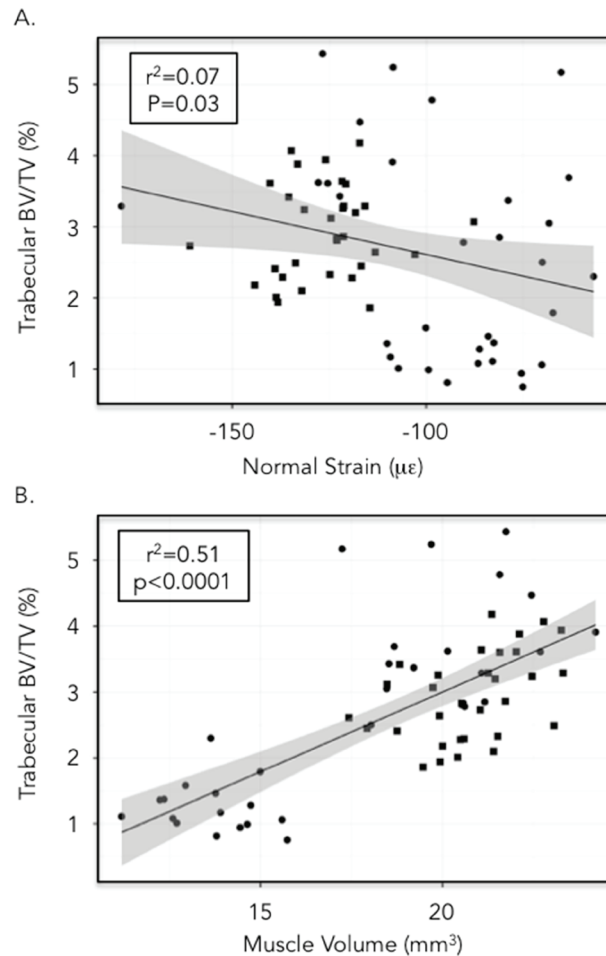 A.
r²=0.07
P=0.03
Trabecular BV/TV (%)
5
4
3
2
1
-150
-100
Normal Strain (με)
B.
r²=0.51
p<0.0001
Trabecular BV/TV (%)
5
4
3
2
1
15
20
Muscle Volume (mm³)